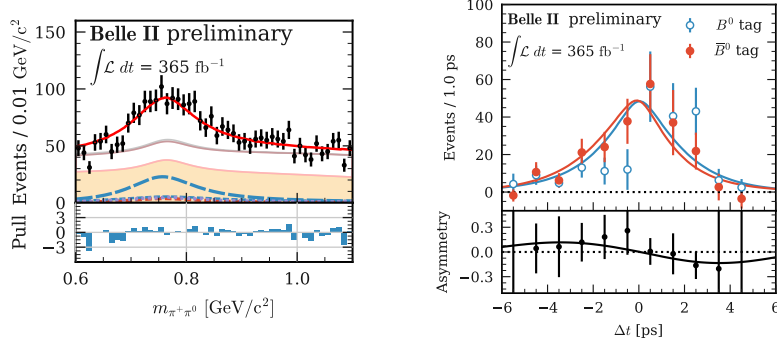 Belle II preliminary
∫ℒ dt = 365 fb⁻¹
Events / 0.01 GeV/c²
150
100
50
0
Pull
3
0
−3
0.6 0.8 1.0
m_{π⁺π⁰} [GeV/c²]
Belle II preliminary
∫ℒ dt = 365 fb⁻¹
B⁰ tag
B̄⁰ tag
Events / 1.0 ps
100
80
60
40
20
0
Asymmetry
0.3
0.0
−0.3
−6 −4 −2 0 2 4 6
Δt [ps]